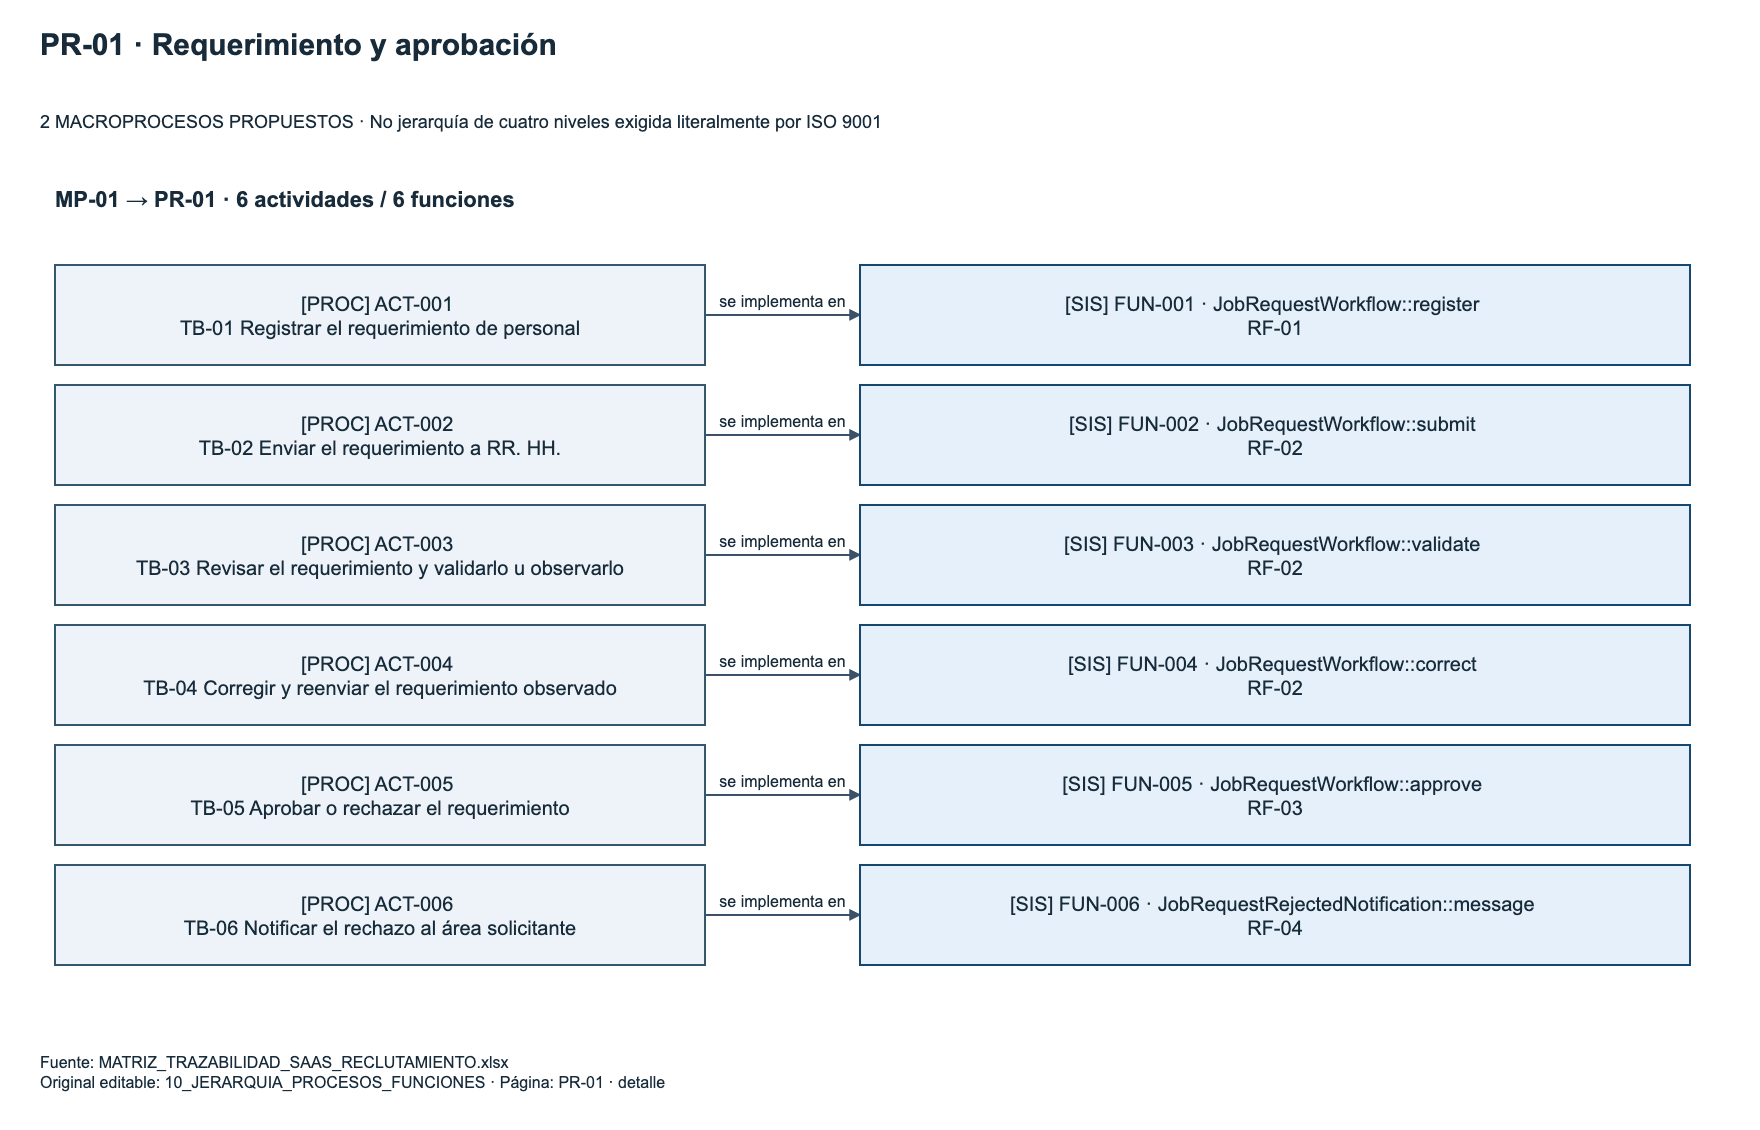 PR-01 · Requerimiento y aprobación
2 MACROPROCESOS PROPUESTOS · No jerarquía de cuatro niveles exigida literalmente por ISO 9001
MP-01 → PR-01 · 6 actividades / 6 funciones
[PROC] ACT-001
TB-01 Registrar el requerimiento de personal
se implementa en
[SIS] FUN-001 · JobRequestWorkflow::register
RF-01
[PROC] ACT-002
TB-02 Enviar el requerimiento a RR. HH.
se implementa en
[SIS] FUN-002 · JobRequestWorkflow::submit
RF-02
[PROC] ACT-003
TB-03 Revisar el requerimiento y validarlo u observarlo
se implementa en
[SIS] FUN-003 · JobRequestWorkflow::validate
RF-02
[PROC] ACT-004
TB-04 Corregir y reenviar el requerimiento observado
se implementa en
[SIS] FUN-004 · JobRequestWorkflow::correct
RF-02
[PROC] ACT-005
TB-05 Aprobar o rechazar el requerimiento
se implementa en
[SIS] FUN-005 · JobRequestWorkflow::approve
RF-03
[PROC] ACT-006
TB-06 Notificar el rechazo al área solicitante
se implementa en
[SIS] FUN-006 · JobRequestRejectedNotification::message
RF-04
Fuente: MATRIZ_TRAZABILIDAD_SAAS_RECLUTAMIENTO.xlsx
Original editable: 10_JERARQUIA_PROCESOS_FUNCIONES · Página: PR-01 · detalle